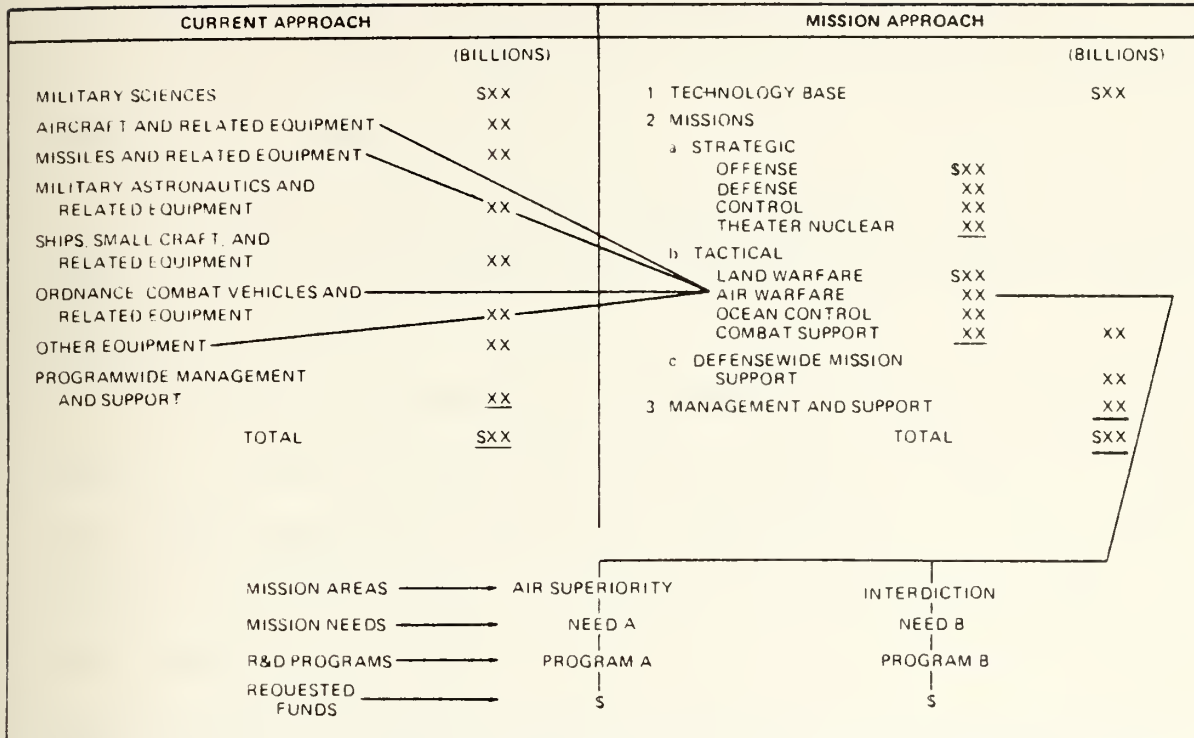 CURRENT APPROACH
(BILLIONS)
MILITARY SCIENCES $XX
AIRCRAFT AND RELATED EQUIPMENT XX
MISSILES AND RELATED EQUIPMENT XX
MILITARY ASTRONAUTICS AND
RELATED EQUIPMENT XX
SHIPS, SMALL CRAFT, AND
RELATED EQUIPMENT XX
ORDNANCE COMBAT VEHICLES AND
RELATED EQUIPMENT XX
OTHER EQUIPMENT XX
PROGRAMWIDE MANAGEMENT
AND SUPPORT XX
TOTAL $XX
MISSION APPROACH
(BILLIONS)
1 TECHNOLOGY BASE $XX
2 MISSIONS
a STRATEGIC
OFFENSE $XX
DEFENSE XX
CONTROL XX
THEATER NUCLEAR XX
b TACTICAL
LAND WARFARE $XX
AIR WARFARE XX
OCEAN CONTROL XX
COMBAT SUPPORT XX XX
c DEFENSEWIDE MISSION
SUPPORT XX
3 MANAGEMENT AND SUPPORT XX
TOTAL $XX
MISSION AREAS AIR SUPERIORITY INTERDICTION
MISSION NEEDS NEED A NEED B
R&D PROGRAMS PROGRAM A PROGRAM B
REQUESTED
FUNDS $ $